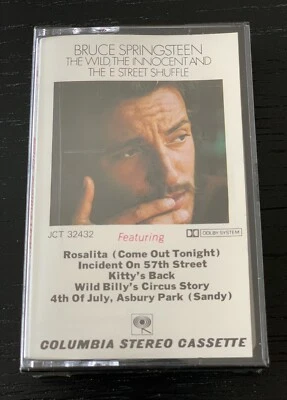 BRUCE SPRINGSTEEN
THE WILD, THE INNOCENT AND
THE E STREET SHUFFLE
JCT 32432
Featuring
DOLBY SYSTEM
Rosalita (Come Out Tonight)
Incident On 57th Street
Kitty's Back
Wild Billy's Circus Story
4th Of July, Asbury Park (Sandy)
COLUMBIA STEREO CASSETTE